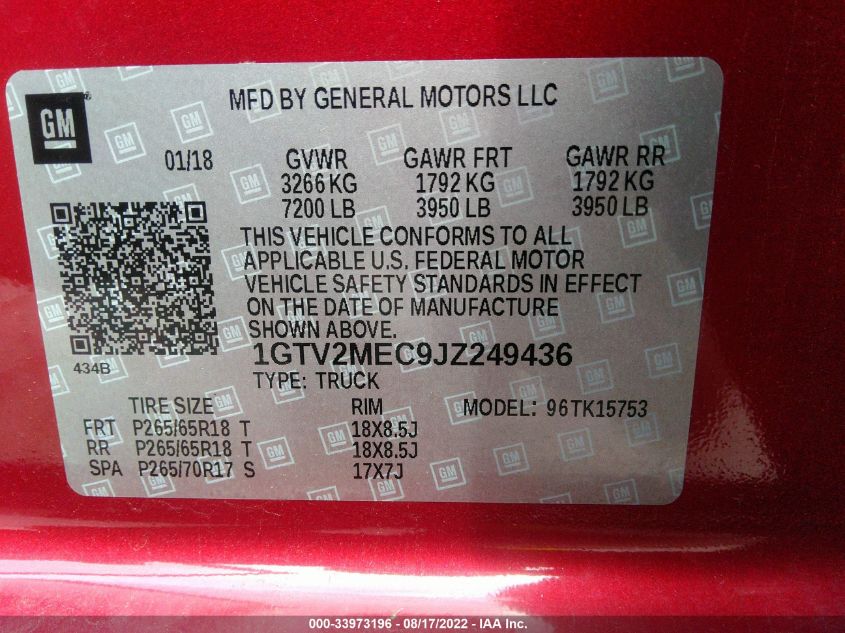 GM ®
MFD BY GENERAL MOTORS LLC
01/18 GVWR GAWR FRT GAWR RR
3266 KG 1792 KG 1792 KG
7200 LB 3950 LB 3950 LB
THIS VEHICLE CONFORMS TO ALL
APPLICABLE U.S. FEDERAL MOTOR
VEHICLE SAFETY STANDARDS IN EFFECT
ON THE DATE OF MANUFACTURE
SHOWN ABOVE.
434B
1GTV2MEC9JZ249436
TYPE: TRUCK
TIRE SIZE RIM MODEL: 96TK15753
FRT P265/65R18 T 18X8.5J
RR P265/65R18 T 18X8.5J
SPA P265/70R17 S 17X7J
000-33973196 - 08/17/2022 - IAA Inc.